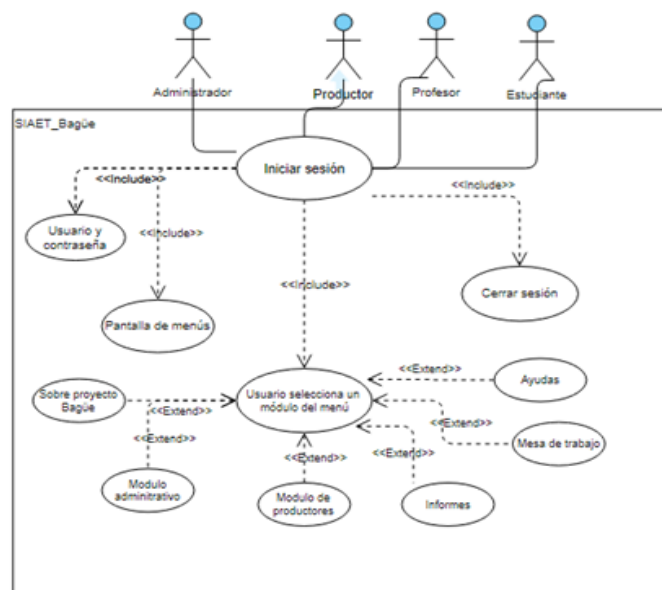 Administrador
Productor
Profesor
Estudiante
SIAET_Bagüe
Iniciar sesión
<<Include>>
<<Include>>
Usuario y
contraseña
<<Include>>
<<Include>>
Cerrar sesión
Pantalla de menús
Sobre proyecto
Bagüe
<<Extend>>
Usuario selecciona un
módulo del menú
<<Extend>>
Ayudas
<<Extend>>
<<Extend>>
Mesa de trabajo
<<Extend>>
<<Extend>>
Modulo
adminitrativo
Modulo de
productores
Informes